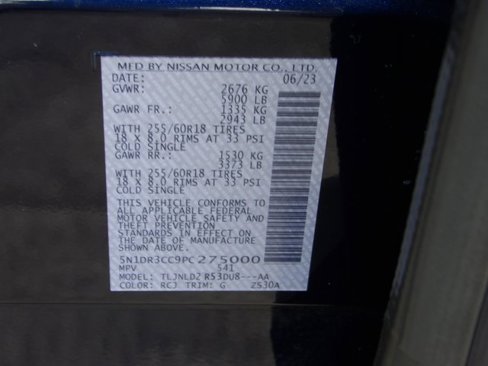 MFD BY NISSAN MOTOR CO., LTD.
DATE: 06/23
GVWR: 2676 KG
5900 LB
GAWR FR.: 1335 KG
2943 LB
WITH 255/60R18 TIRES
18 X 8.0 RIMS AT 33 PSI
COLD SINGLE
GAWR RR.: 1530 KG
3373 LB
WITH 255/60R18 TIRES
18 X 8.0 RIMS AT 33 PSI
COLD SINGLE
THIS VEHICLE CONFORMS TO
ALL APPLICABLE FEDERAL
MOTOR VEHICLE SAFETY AND
THEFT PREVENTION
STANDARDS IN EFFECT ON
THE DATE OF MANUFACTURE
5N1DR3CC9PC275000
MPV 541
MODEL: TLJNLDZ R53DU8---AA
COLOR: RCJ TRIM: G ZS30A